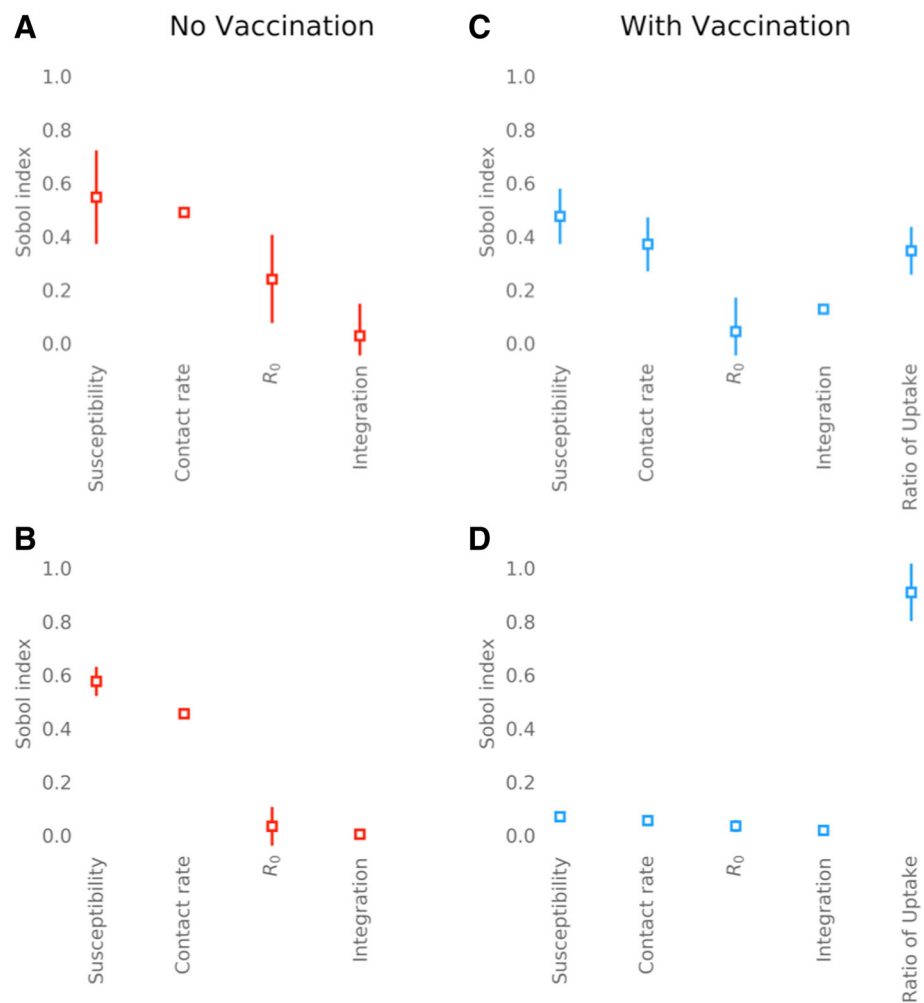 A
No Vaccination
Sobol index
1.0
0.8
0.6
0.4
0.2
0.0
Susceptibility
Contact rate
R0
Integration
C
With Vaccination
Sobol index
1.0
0.8
0.6
0.4
0.2
0.0
Susceptibility
Contact rate
R0
Integration
Ratio of Uptake
B
Sobol index
1.0
0.8
0.6
0.4
0.2
0.0
Susceptibility
Contact rate
R0
Integration
D
Sobol index
1.0
0.8
0.6
0.4
0.2
0.0
Susceptibility
Contact rate
R0
Integration
Ratio of Uptake